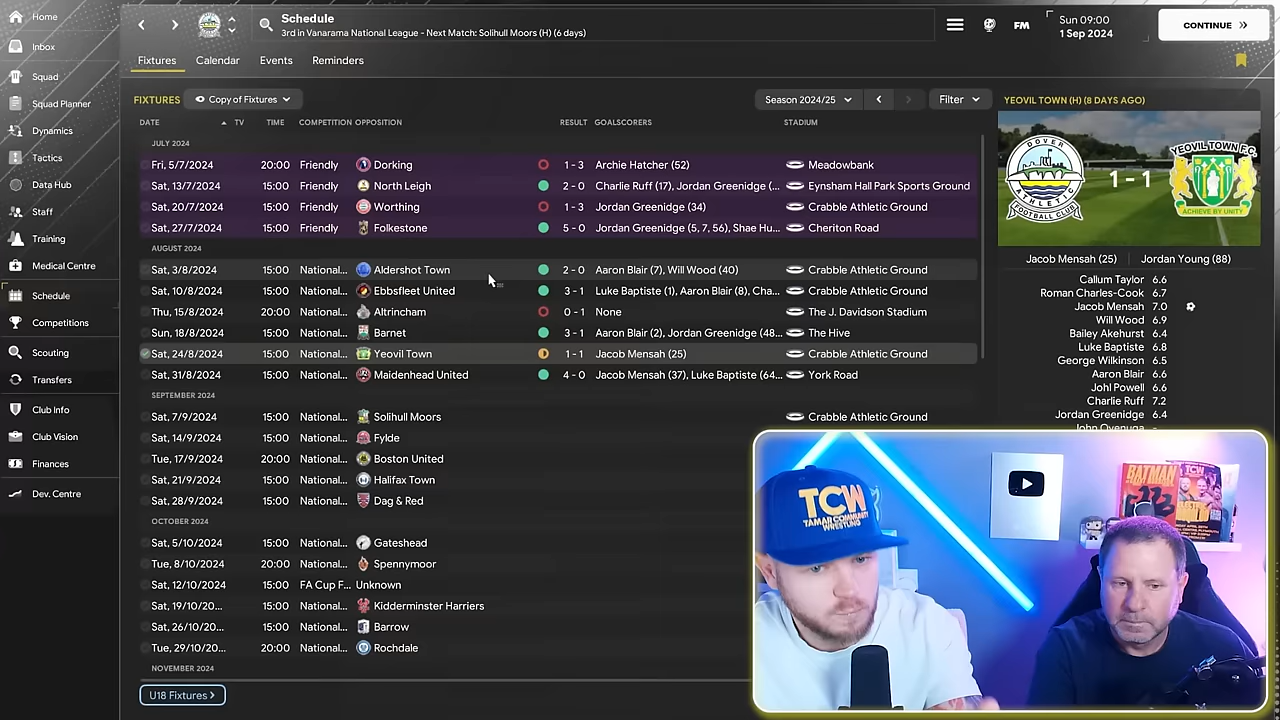 Home
Inbox
Squad
Squad Planner
Dynamics
Tactics
Data Hub
Staff
Training
Medical Centre
Schedule
Competitions
Scouting
Transfers
Club Info
Club Vision
Finances
Dev. Centre
Schedule
3rd in Vanarama National League - Next Match: Solihull Moors (H) (6 days)
FM
Sun 09:00
1 Sep 2024
CONTINUE
Fixtures Calendar Events Reminders
FIXTURES Copy of Fixtures Season 2024/25 Filter
DATE TV TIME COMPETITION OPPOSITION RESULT GOALSCORERS STADIUM
JULY 2024
Fri, 5/7/2024 20:00 Friendly Dorking 1 - 3 Archie Hatcher (52) Meadowbank
Sat, 13/7/2024 15:00 Friendly North Leigh 2 - 0 Charlie Ruff (17), Jordan Greenidge (... Eynsham Hall Park Sports Ground
Sat, 20/7/2024 15:00 Friendly Worthing 1 - 3 Jordan Greenidge (34) Crabble Athletic Ground
Sat, 27/7/2024 15:00 Friendly Folkestone 5 - 0 Jordan Greenidge (5, 7, 56), Shae Hu... Cheriton Road
AUGUST 2024
Sat, 3/8/2024 15:00 National... Aldershot Town 2 - 0 Aaron Blair (7), Will Wood (40) Crabble Athletic Ground
Sat, 10/8/2024 15:00 National... Ebbsfleet United 3 - 1 Luke Baptiste (1), Aaron Blair (8), Cha... Crabble Athletic Ground
Thu, 15/8/2024 20:00 National... Altrincham 0 - 1 None The J. Davidson Stadium
Sun, 18/8/2024 15:00 National... Barnet 3 - 1 Aaron Blair (2), Jordan Greenidge (48... The Hive
Sat, 24/8/2024 15:00 National... Yeovil Town 1 - 1 Jacob Mensah (25) Crabble Athletic Ground
Sat, 31/8/2024 15:00 National... Maidenhead United 4 - 0 Jacob Mensah (37), Luke Baptiste (64... York Road
SEPTEMBER 2024
Sat, 7/9/2024 15:00 National... Solihull Moors Crabble Athletic Ground
Sat, 14/9/2024 15:00 National... Fylde
Tue, 17/9/2024 20:00 National... Boston United
Sat, 21/9/2024 15:00 National... Halifax Town
Sat, 28/9/2024 15:00 National... Dag & Red
OCTOBER 2024
Sat, 5/10/2024 15:00 National... Gateshead
Tue, 8/10/2024 20:00 National... Spennymoor
Sat, 12/10/2024 15:00 FA Cup F... Unknown
Sat, 19/10/20... 15:00 National... Kidderminster Harriers
Sat, 26/10/20... 15:00 National... Barrow
Tue, 29/10/20... 20:00 National... Rochdale
NOVEMBER 2024
U18 Fixtures
YEOVIL TOWN (H) (8 DAYS AGO)
DOVER
ATHLETIC
FOOTBALL CLUB
1 - 1
YEOVIL TOWN F.C.
ACHIEVE BY UNITY
Jacob Mensah (25) Jordan Young (88)
Callum Taylor 6.6
Roman Charles-Cook 6.7
Jacob Mensah 7.0
Will Wood 6.9
Bailey Akehurst 6.4
Luke Baptiste 6.8
George Wilkinson 6.5
Aaron Blair 6.6
Johl Powell 6.6
Charlie Ruff 7.2
Jordan Greenidge 6.4
TCW
TAMAR COMMUNITY
WRESTLING
BATMAN
TCW